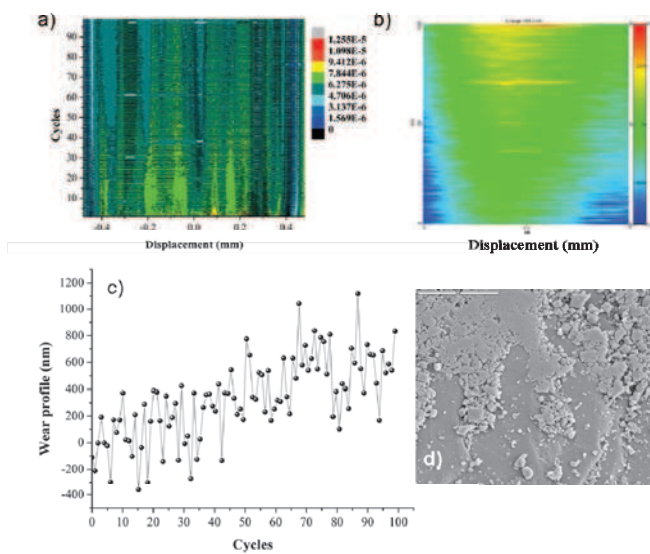 a)
b)
Cycles
90
80
70
60
50
40
30
20
10
1.255E-5
1.098E-5
9.412E-6
7.844E-6
6.275E-6
4.706E-6
3.137E-6
1.569E-6
0
-0.4 -0.2 0.0 0.2 0.4
Displacement (mm)
Displacement (mm)
c)
Wear profile (nm)
1200
1000
800
600
400
200
0
-200
-400
0 10 20 30 40 50 60 70 80 90 100
Cycles
d)